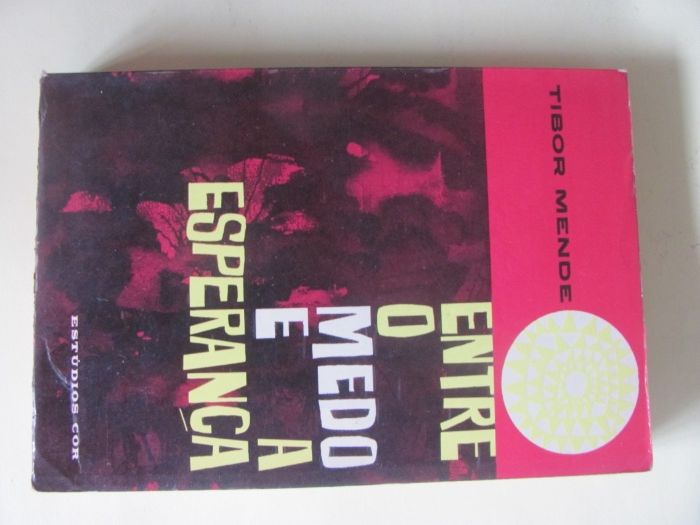 TIBOR MENDE
ENTRE
O
MEDO
E A
ESPERANÇA
ESTÚDIOS COR